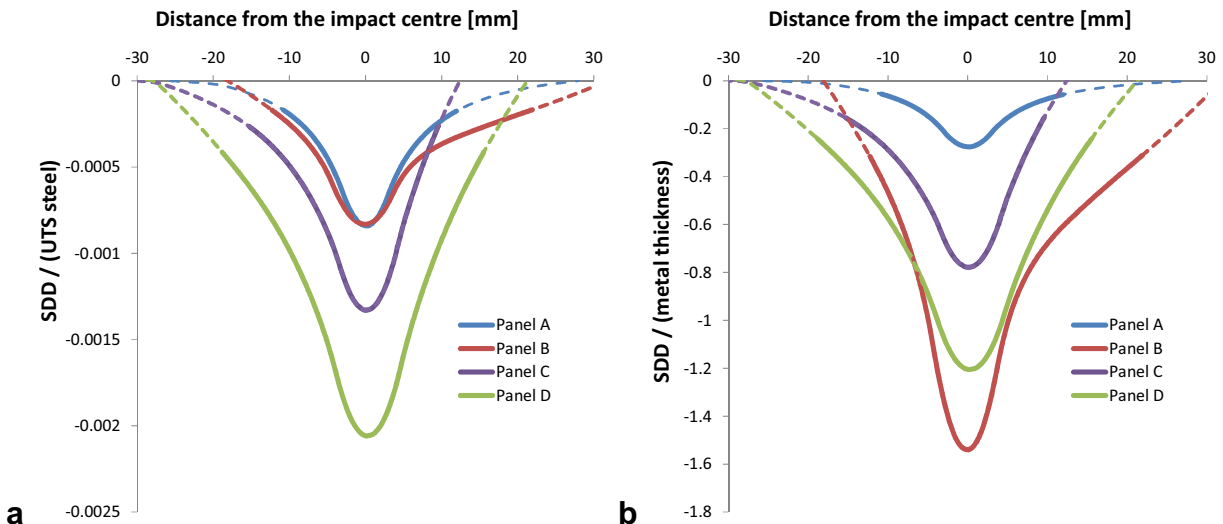 Distance from the impact centre [mm]
-30 -20 -10 0 10 20 30
0
-0.0005
-0.001
-0.0015
-0.002
-0.0025
SDD / (UTS steel)
Panel A
Panel B
Panel C
Panel D
a
Distance from the impact centre [mm]
-30 -20 -10 0 10 20 30
0
-0.2
-0.4
-0.6
-0.8
-1
-1.2
-1.4
-1.6
-1.8
SDD / (metal thickness)
Panel A
Panel B
Panel C
Panel D
b